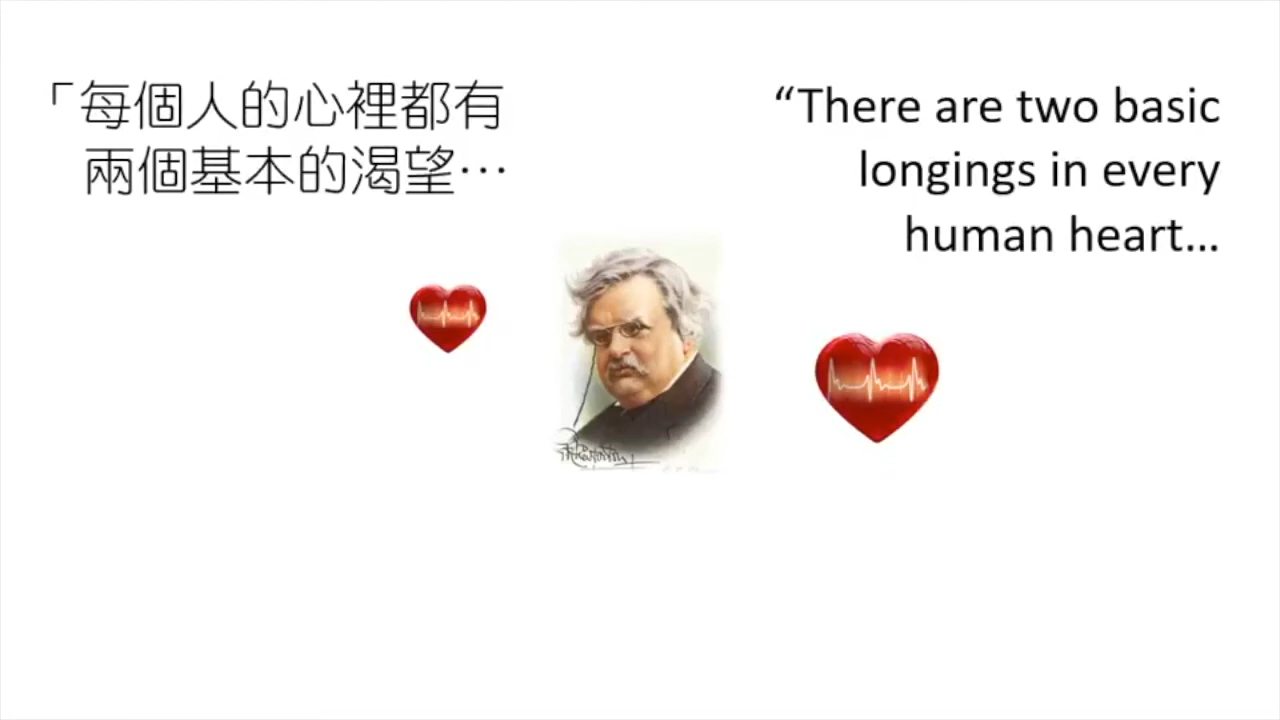 「每個人的心裡都有
兩個基本的渴望…
“There are two basic
longings in every
human heart...